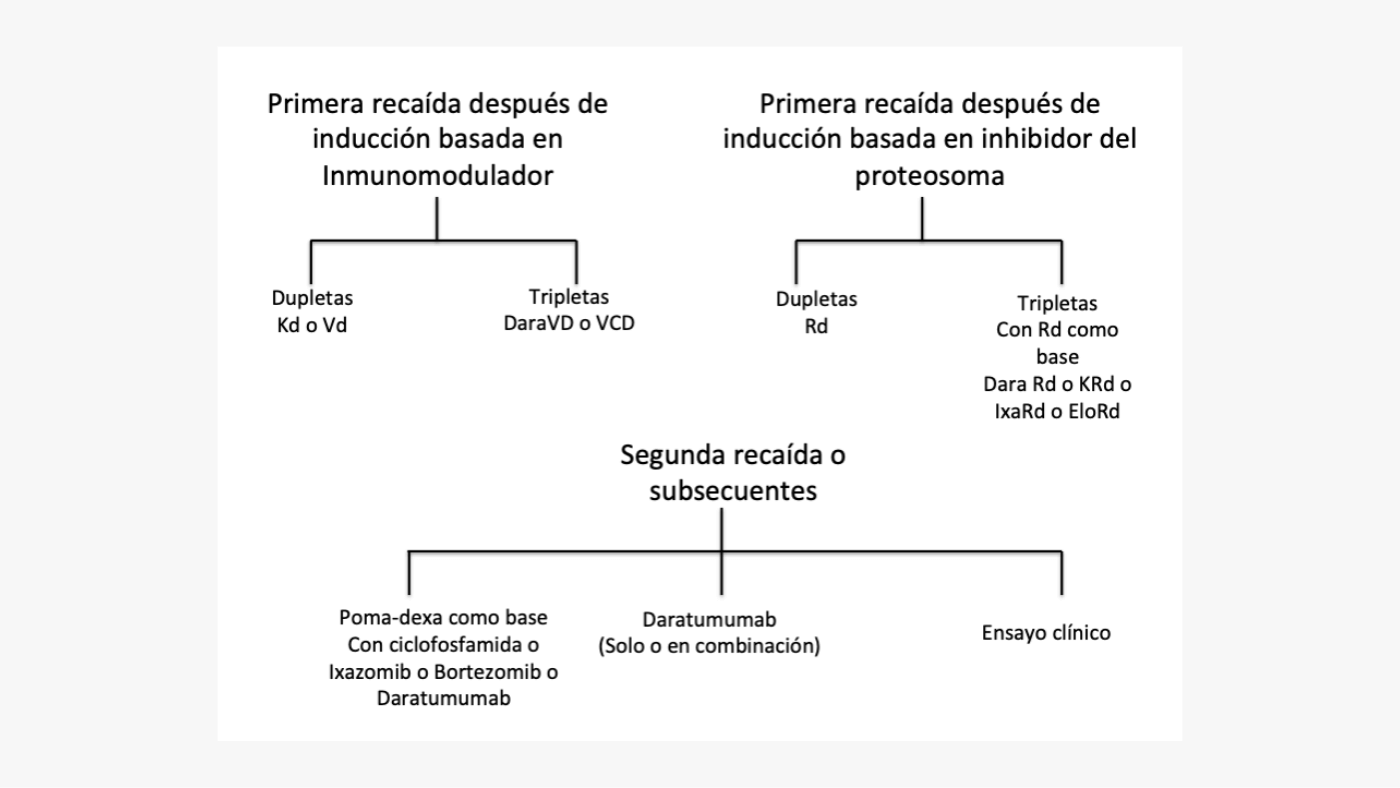 Primera recaída después de
inducción basada en
Inmunomodulador
Dupletas
Kd o Vd
Tripletas
DaraVD o VCD
Primera recaída después de
inducción basada en inhibidor del
proteosoma
Dupletas
Rd
Tripletas
Con Rd como
base
Dara Rd o KRd o
IxaRd o EloRd
Segunda recaída o
subsecuentes
Poma-dexa como base
Con ciclofosfamida o
Ixazomib o Bortezomib o
Daratumumab
Daratumumab
(Solo o en combinación)
Ensayo clínico